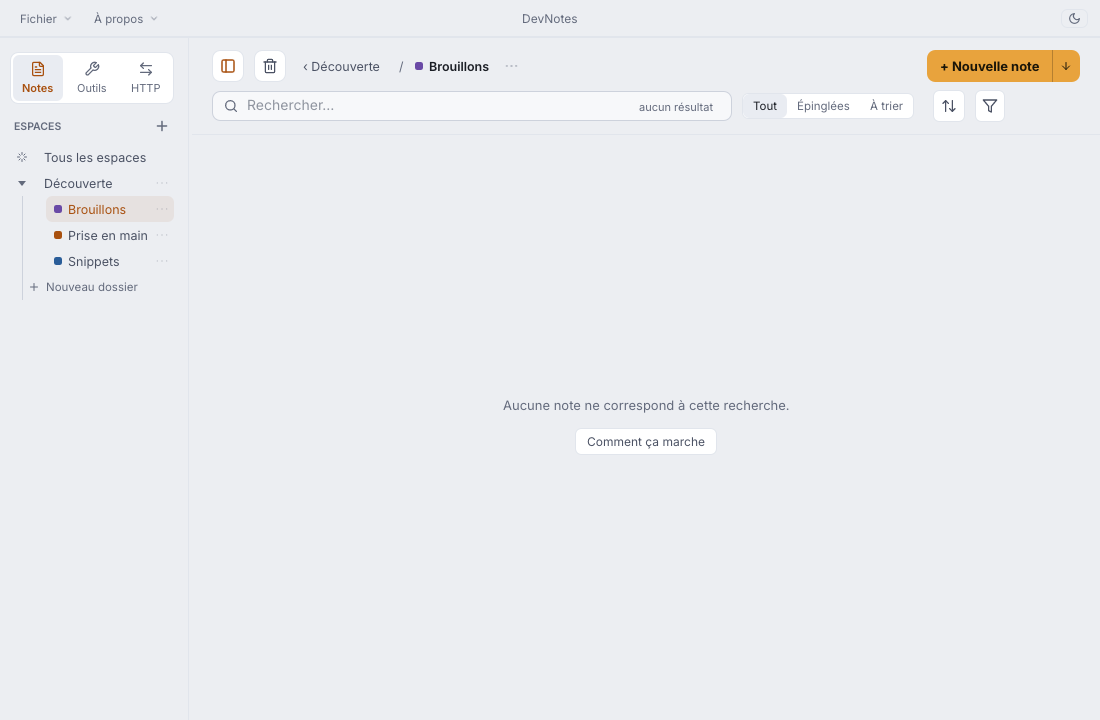 Fichier
À propos
DevNotes
Notes
Outils
HTTP
‹ Découverte / Brouillons ···
+ Nouvelle note
Rechercher...
aucun résultat
Tout
Épinglées
À trier
ESPACES
Tous les espaces
Découverte
Brouillons
Prise en main
Snippets
+ Nouveau dossier
Aucune note ne correspond à cette recherche.
Comment ça marche